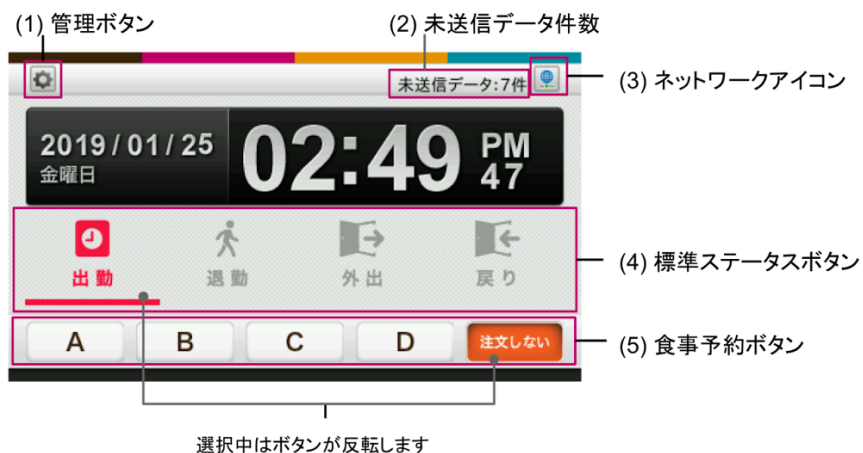 (1) 管理ボタン
(2) 未送信データ件数
未送信データ:7件
(3) ネットワークアイコン
2019 / 01 / 25
金曜日
02:49
PM
47
出勤
退勤
外出
戻り
(4) 標準ステータスボタン
A
B
C
D
注文しない
(5) 食事予約ボタン
選択中はボタンが反転します